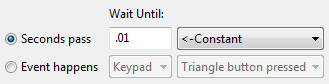 Wait Until:
Seconds pass .01 <-Constant
Event happens Keypad Triangle button pressed